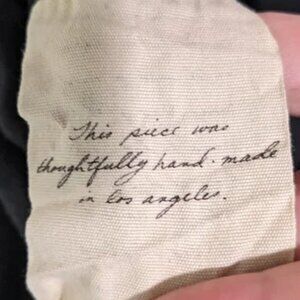 This piece was
thoughtfully hand-made
in los angeles.